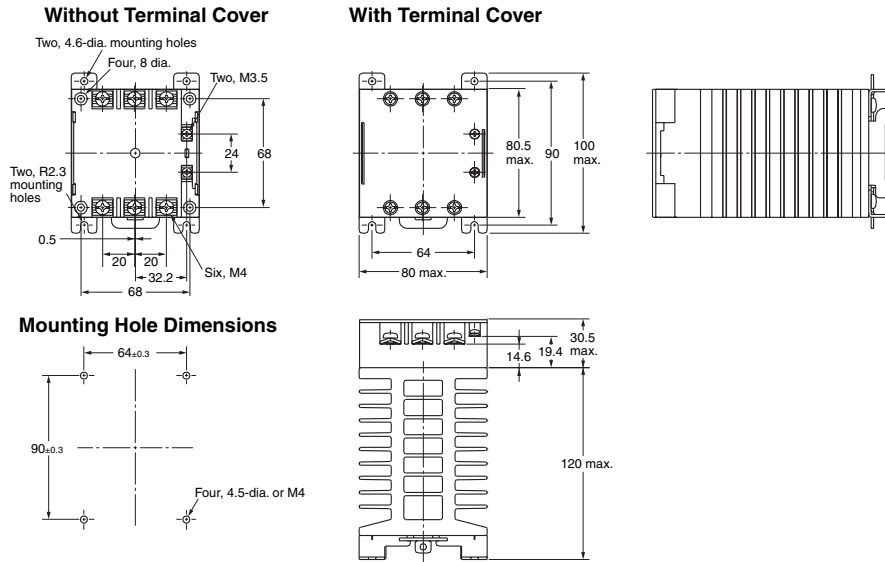 Without Terminal Cover
With Terminal Cover
Two, 4.6-dia. mounting holes
Four, 8 dia.
Two, M3.5
24
68
Two, R2.3
mounting
holes
0.5
20
20
32.2
68
Six, M4
80.5
max.
90
100
max.
64
80 max.
Mounting Hole Dimensions
64±0.3
90±0.3
Four, 4.5-dia. or M4
14.6
19.4
30.5
max.
120 max.